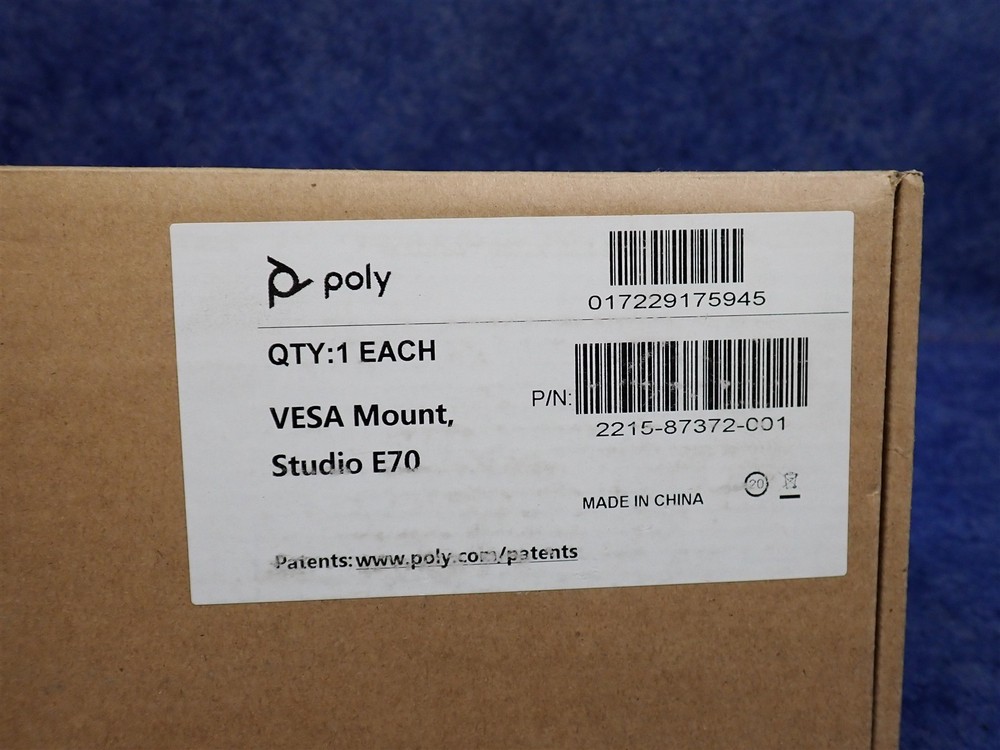 poly
017229175945
QTY:1 EACH
P/N:
2215-87372-001
VESA Mount,
Studio E70
20
MADE IN CHINA
Patents: www.poly.com/patents